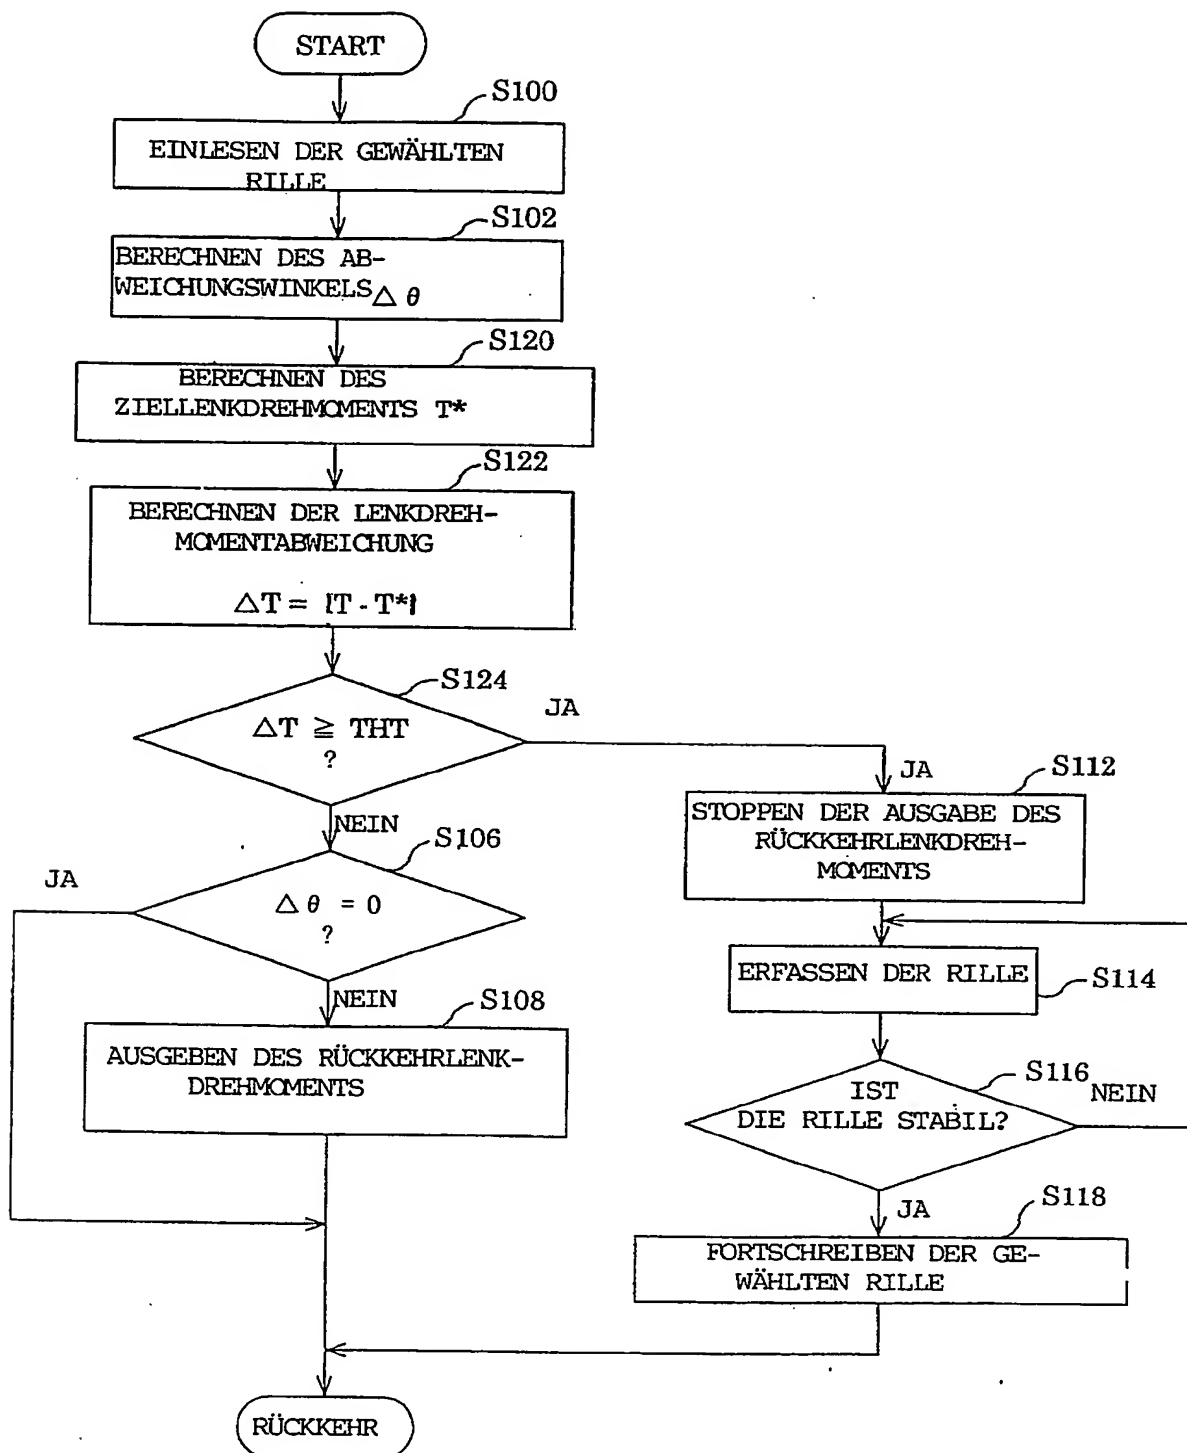 START
S100
EINLESEN DER GEWÄHLTEN
RILLE
S102
BERECHNEN DES AB-
WEICHUNGSWINKELS △ θ
S120
BERECHNEN DES
ZIELLENKDREHMOMENTS T*
S122
BERECHNEN DER LENKDREH-
MOMENTABWEICHUNG
△T = |T - T*|
S124
△T ≧ THT
?
JA
NEIN
JA
S112
STOPPEN DER AUSGABE DES
RÜCKKEHRLENKDREH-
MOMENTS
S106
JA
△ θ = 0
?
NEIN
ERFASSEN DER RILLE
S114
S108
AUSGEBEN DES RÜCKKEHRLENK-
DREHMOMENTS
S116
IST
DIE RILLE STABIL?
NEIN
JA
S118
FORTSCHREIBEN DER GE-
WÄHLTEN RILLE
RÜCKKEHR